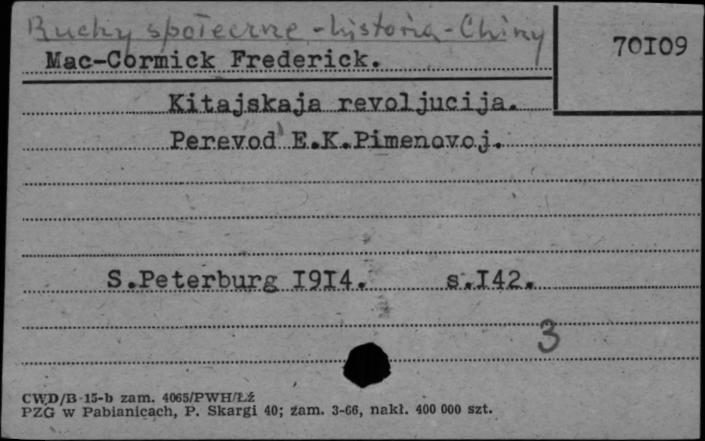 Ruchy społeczne - historia - Chiny
70I09
Mac-Cormick Frederick.
Kitajskaja revoljucija.
Perevod E.K.Pimenovoj.
S.Peterburg I9I4. s.I42.
3
CWD/B 15-b zam. 4065/PWH/Łź
PZG w Pabianicach, P. Skargi 40; zam. 3-66, nakł. 400 000 szt.